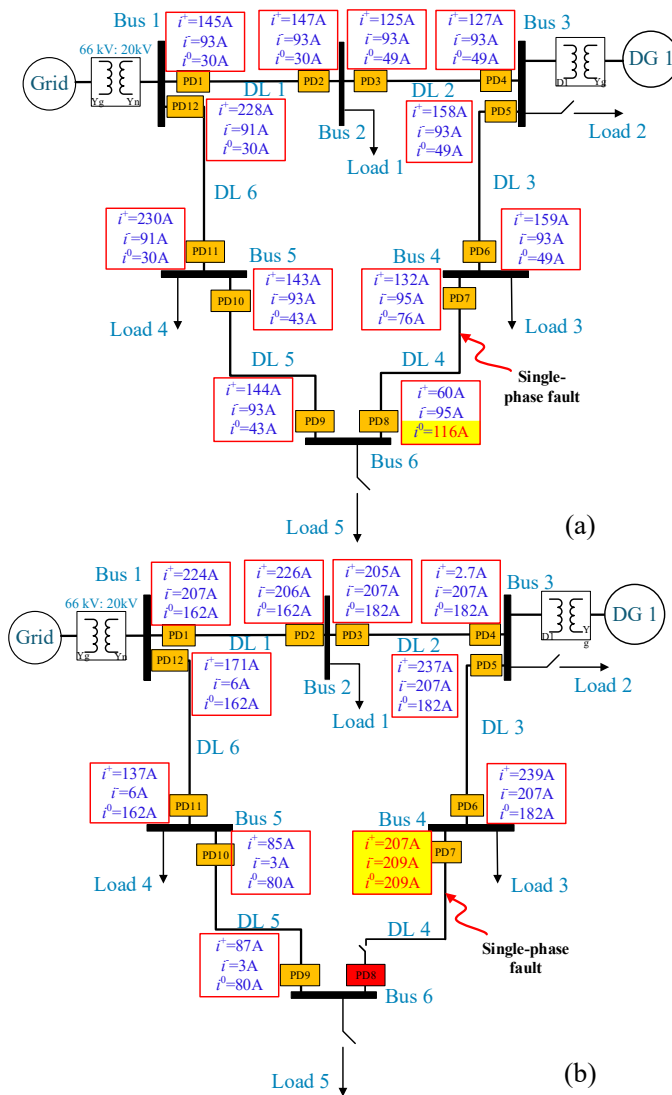 Bus 1
i⁺=145A
i⁻=93A
i⁰=30A
i⁺=147A
i⁻=93A
i⁰=30A
i⁺=125A
i⁻=93A
i⁰=49A
i⁺=127A
i⁻=93A
i⁰=49A
Bus 3
66 kV: 20kV
Grid
Yg
Yn
PD1
PD2
PD3
PD4
D1
Yg
DG 1
PD12
DL 1
DL 2
PD5
i⁺=228A
i⁻=91A
i⁰=30A
Bus 2
Load 1
i⁺=158A
i⁻=93A
i⁰=49A
Load 2
DL 6
DL 3
i⁺=230A
i⁻=91A
i⁰=30A
PD11
Bus 5
Bus 4
PD6
i⁺=159A
i⁻=93A
i⁰=49A
PD10
i⁺=143A
i⁻=93A
i⁰=43A
i⁺=132A
i⁻=95A
i⁰=76A
PD7
Load 4
Load 3
DL 5
DL 4
Single-
phase fault
i⁺=144A
i⁻=93A
i⁰=43A
PD9
PD8
i⁺=60A
i⁻=95A
i⁰=116A
Bus 6
Load 5
(a)
Bus 1
i⁺=224A
i⁻=207A
i⁰=162A
i⁺=226A
i⁻=206A
i⁰=162A
i⁺=205A
i⁻=207A
i⁰=182A
i⁺=2.7A
i⁻=207A
i⁰=182A
Bus 3
66 kV: 20kV
Grid
Yg
Yn
PD1
PD2
PD3
PD4
D1
Y
g
DG 1
PD12
DL 1
DL 2
PD5
i⁺=171A
i⁻=6A
i⁰=162A
Bus 2
Load 1
i⁺=237A
i⁻=207A
i⁰=182A
Load 2
DL 6
DL 3
i⁺=137A
i⁻=6A
i⁰=162A
PD11
Bus 5
Bus 4
PD6
i⁺=239A
i⁻=207A
i⁰=182A
PD10
i⁺=85A
i⁻=3A
i⁰=80A
i⁺=207A
i⁻=209A
i⁰=209A
PD7
Load 4
Load 3
DL 5
DL 4
Single-phase
fault
i⁺=87A
i⁻=3A
i⁰=80A
PD9
PD8
Bus 6
Load 5
(b)